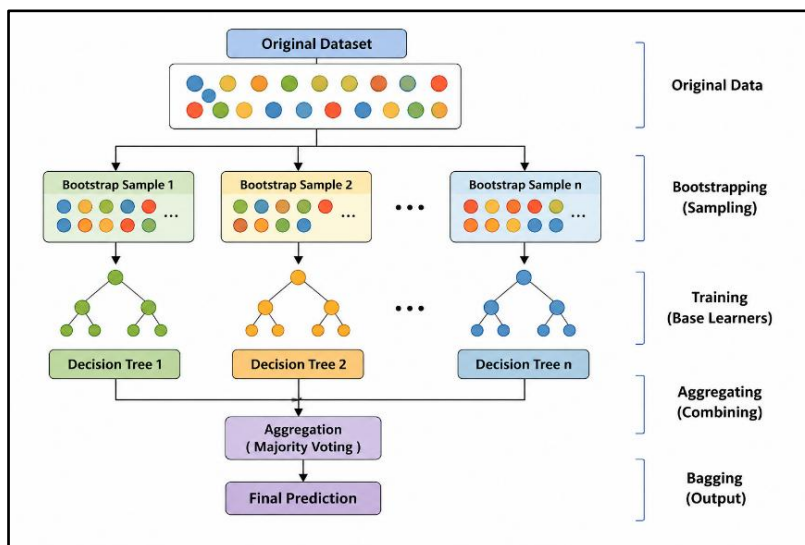 Original Dataset
Original Data
Bootstrap Sample 1
...
Bootstrap Sample 2
...
...
Bootstrap Sample n
...
Bootstrapping
(Sampling)
...
Training
(Base Learners)
Decision Tree 1
Decision Tree 2
Decision Tree n
Aggregation
( Majority Voting )
Aggregating
(Combining)
Final Prediction
Bagging
(Output)